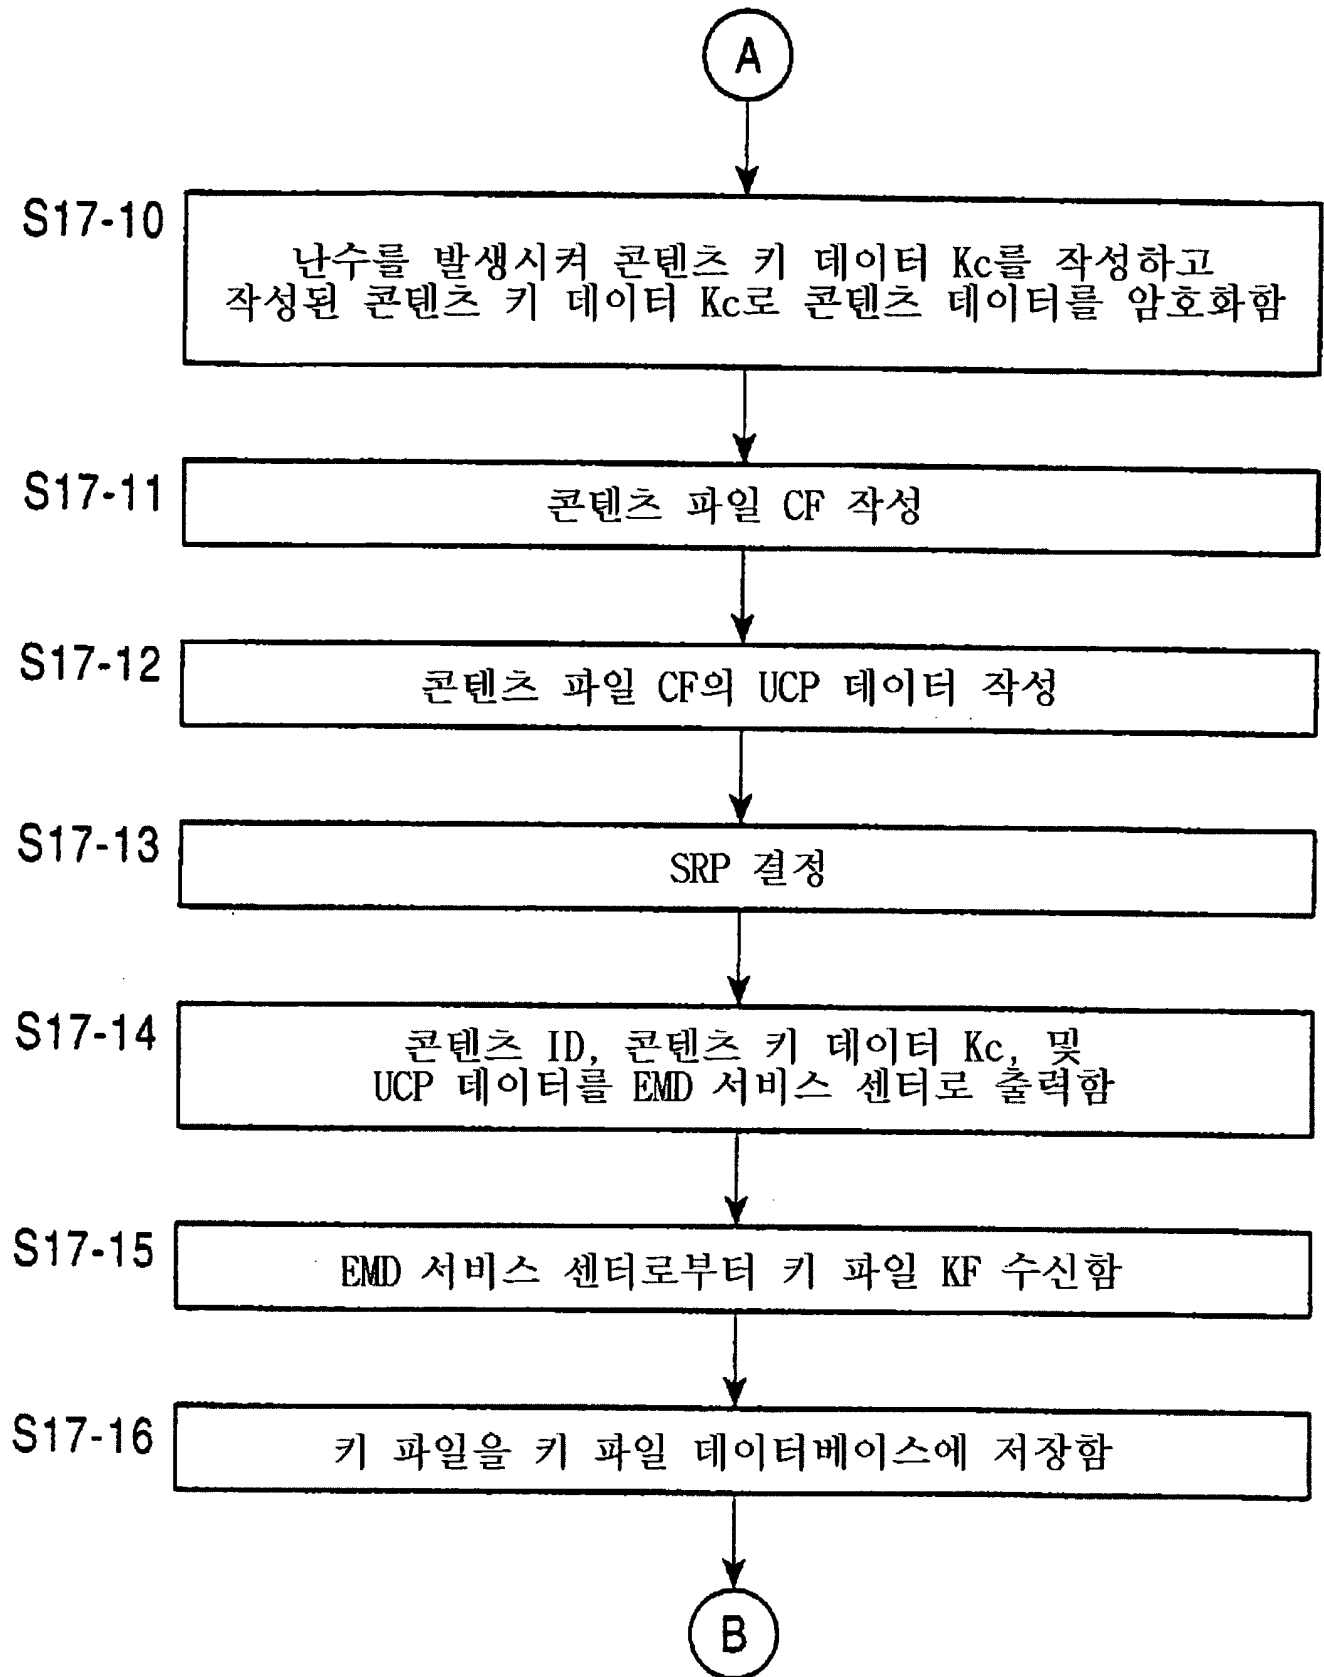 A
S17-10
난수를 발생시켜 콘텐츠 키 데이터 Kc를 작성하고
작성된 콘텐츠 키 데이터 Kc로 콘텐츠 데이터를 암호화함
S17-11
콘텐츠 파일 CF 작성
S17-12
콘텐츠 파일 CF의 UCP 데이터 작성
S17-13
SRP 결정
S17-14
콘텐츠 ID, 콘텐츠 키 데이터 Kc, 및
UCP 데이터를 EMD 서비스 센터로 출력함
S17-15
EMD 서비스 센터로부터 키 파일 KF 수신함
S17-16
키 파일을 키 파일 데이터베이스에 저장함
B